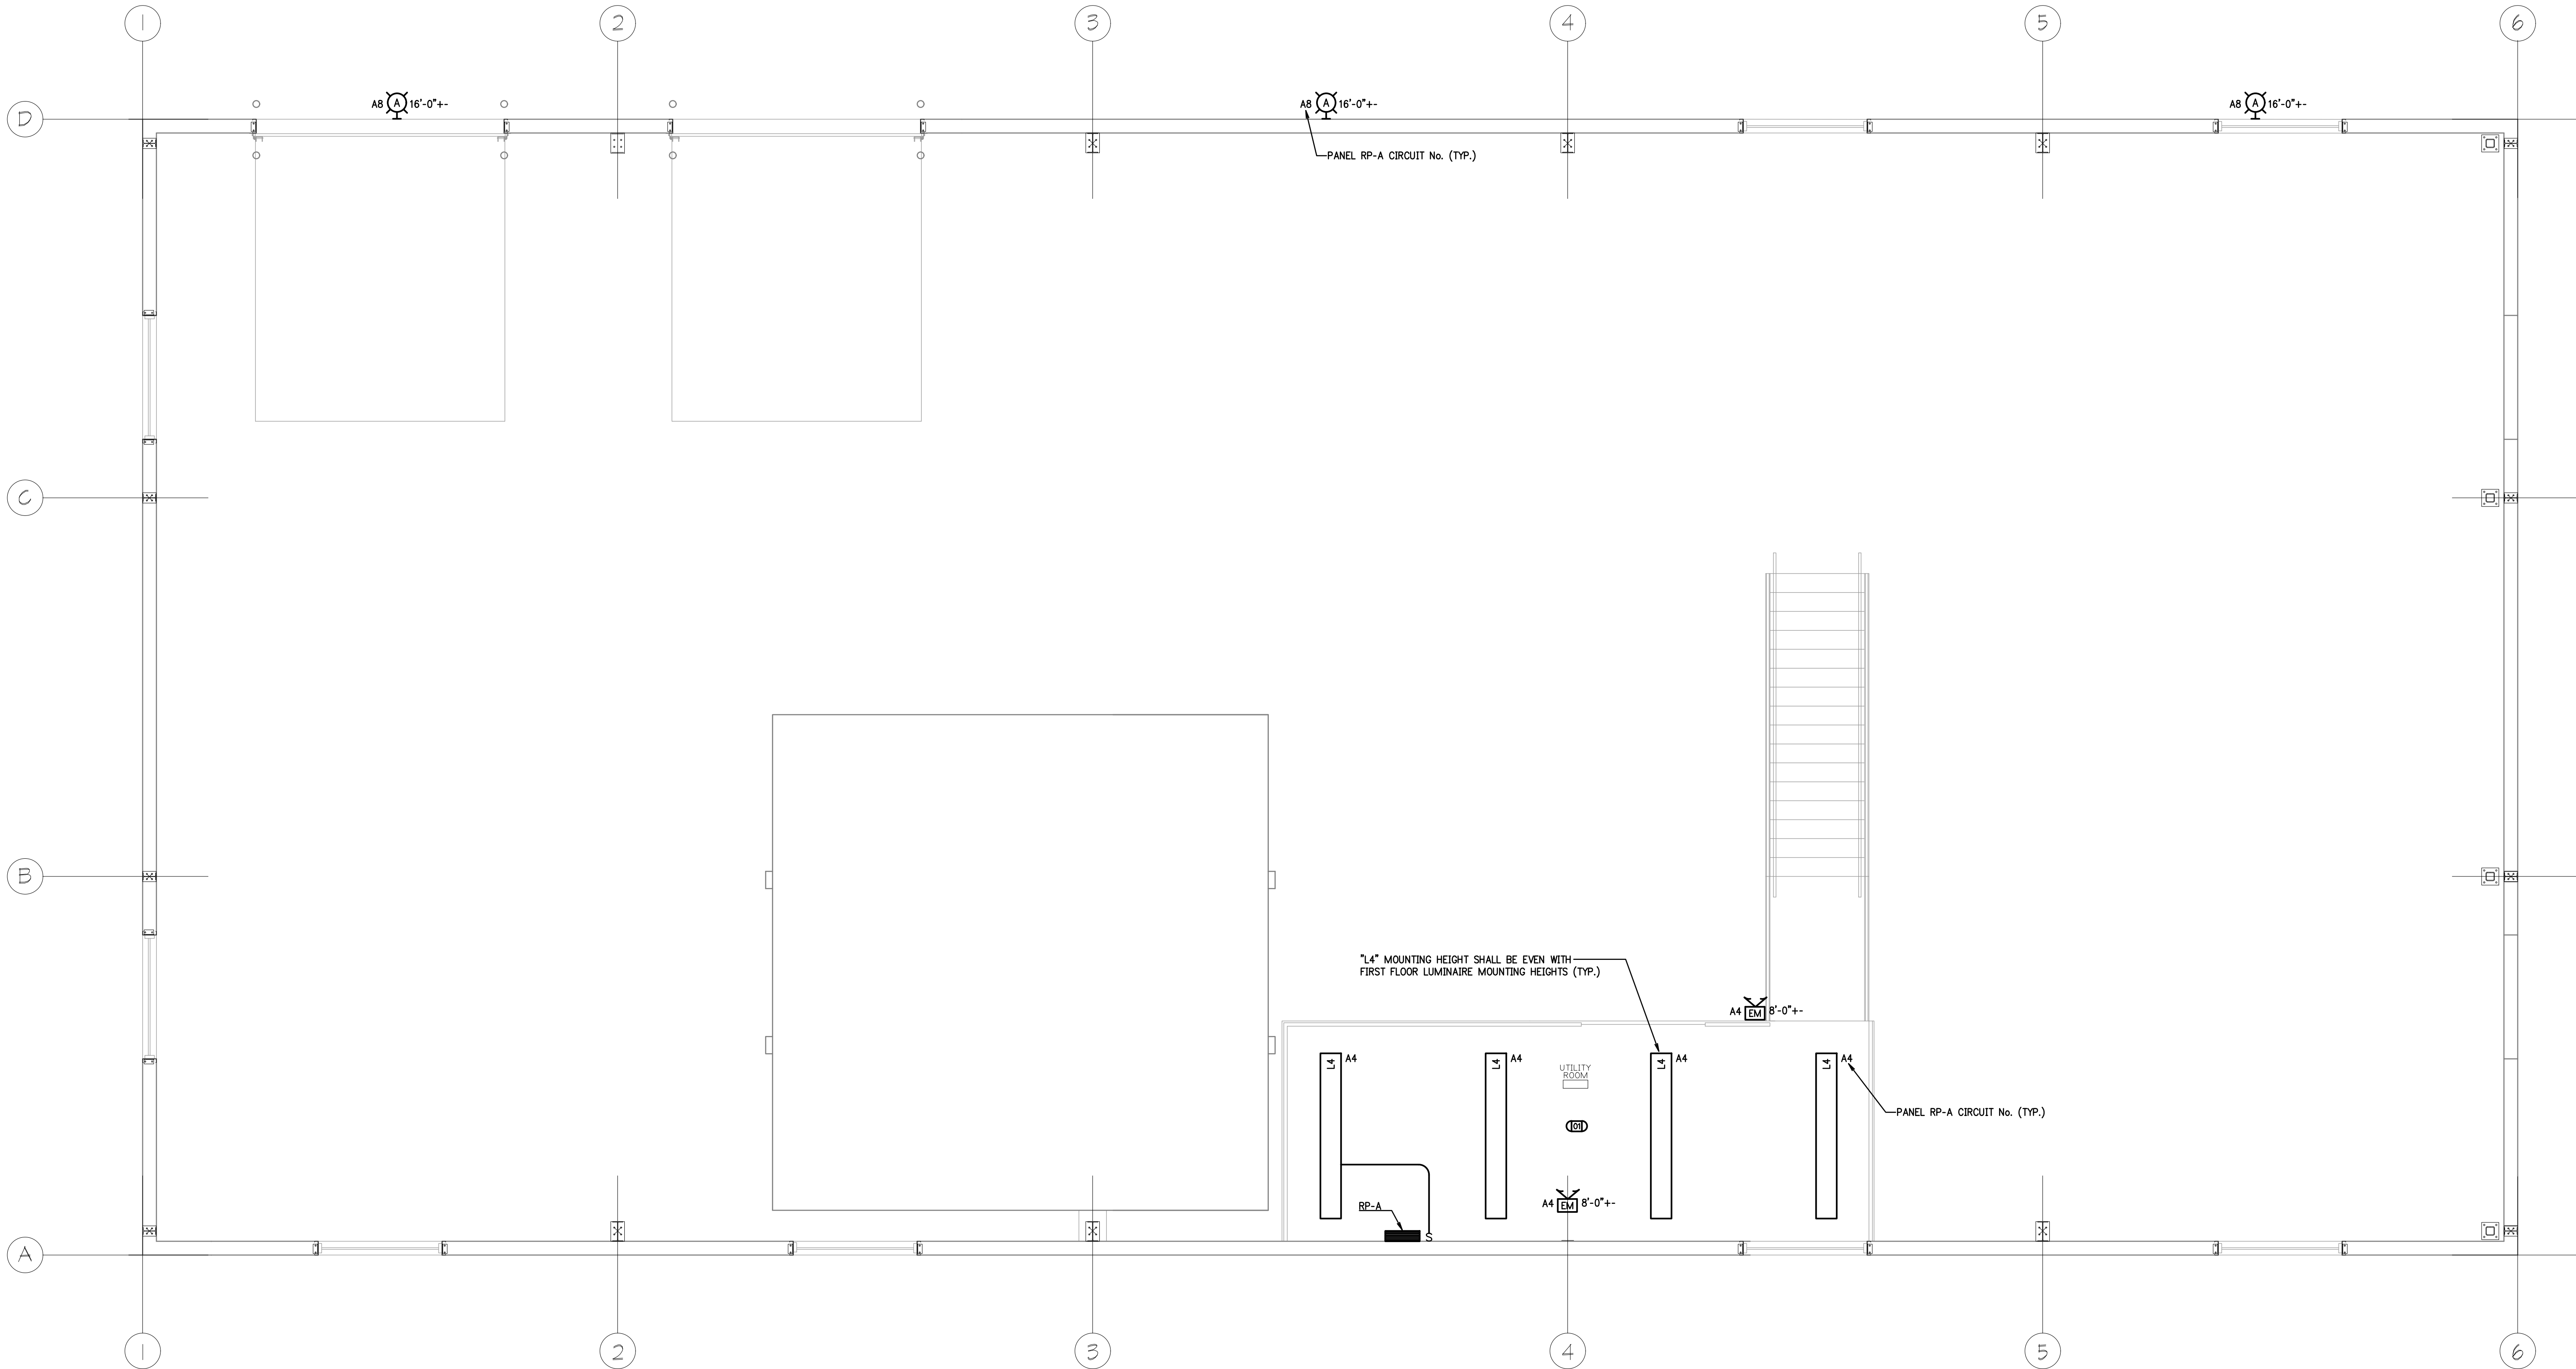 1 2 3 4 5 6
A8 A 16'-0"+-
A8 A 16'-0"+-
A8 A 16'-0"+-
D
PANEL RP-A CIRCUIT No. (TYP.)
C
B
"L4" MOUNTING HEIGHT SHALL BE EVEN WITH
FIRST FLOOR LUMINAIRE MOUNTING HEIGHTS (TYP.)
A4 EM 8'-0"+-
L4 A4
L4 A4
L4 A4
L4 A4
UTILITY
ROOM
PANEL RP-A CIRCUIT No. (TYP.)
01
A4 EM 8'-0"+-
RP-A
S
A
1 2 3 4 5 6